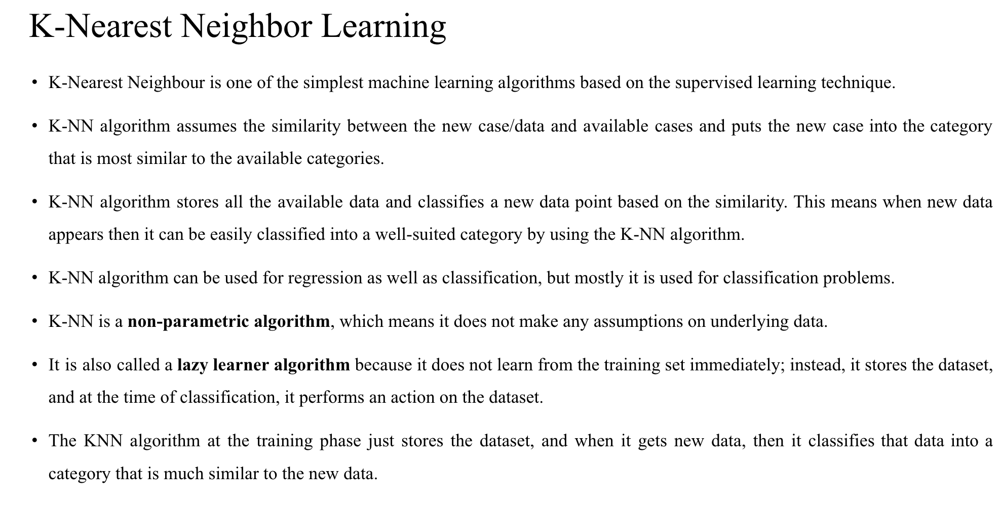 K-Nearest Neighbor Learning
• K-Nearest Neighbour is one of the simplest machine learning algorithms based on the supervised learning technique.
• K-NN algorithm assumes the similarity between the new case/data and available cases and puts the new case into the category
that is most similar to the available categories.
• K-NN algorithm stores all the available data and classifies a new data point based on the similarity. This means when new data
appears then it can be easily classified into a well-suited category by using the K-NN algorithm.
• K-NN algorithm can be used for regression as well as classification, but mostly it is used for classification problems.
• K-NN is a non-parametric algorithm, which means it does not make any assumptions on underlying data.
• It is also called a lazy learner algorithm because it does not learn from the training set immediately; instead, it stores the dataset,
and at the time of classification, it performs an action on the dataset.
• The KNN algorithm at the training phase just stores the dataset, and when it gets new data, then it classifies that data into a
category that is much similar to the new data.